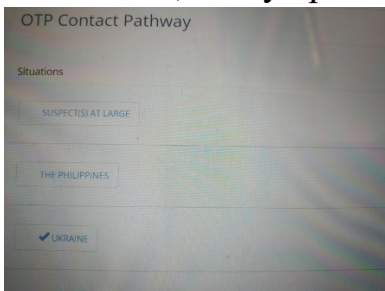 OTP Contact Pathway
Situations
SUSPECT(S) AT LARGE
THE PHILIPPINES
✔ UKRAINE